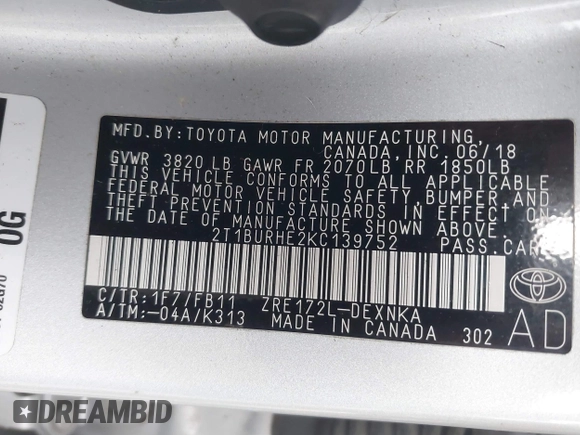 MFD.BY:TOYOTA MOTOR MANUFACTURING,
CANADA,INC. 06/18
GVWR 3820 LB GAWR FR 2070LB RR 1850LB
THIS VEHICLE CONFORMS TO ALL APPLICABLE
FEDERAL MOTOR VEHICLE SAFETY, BUMPER, AND
THEFT PREVENTION STANDARDS IN EFFECT ON
THE DATE OF MANUFACTURE SHOWN ABOVE.
2T1BURHE2KC139752 PASS.CAR
C/TR:1F7/FB11 ZRE172L-DEXNKA
A/TM:-04A/K313 MADE IN CANADA 302
TOYOTA
AD
OG
DREAMBID